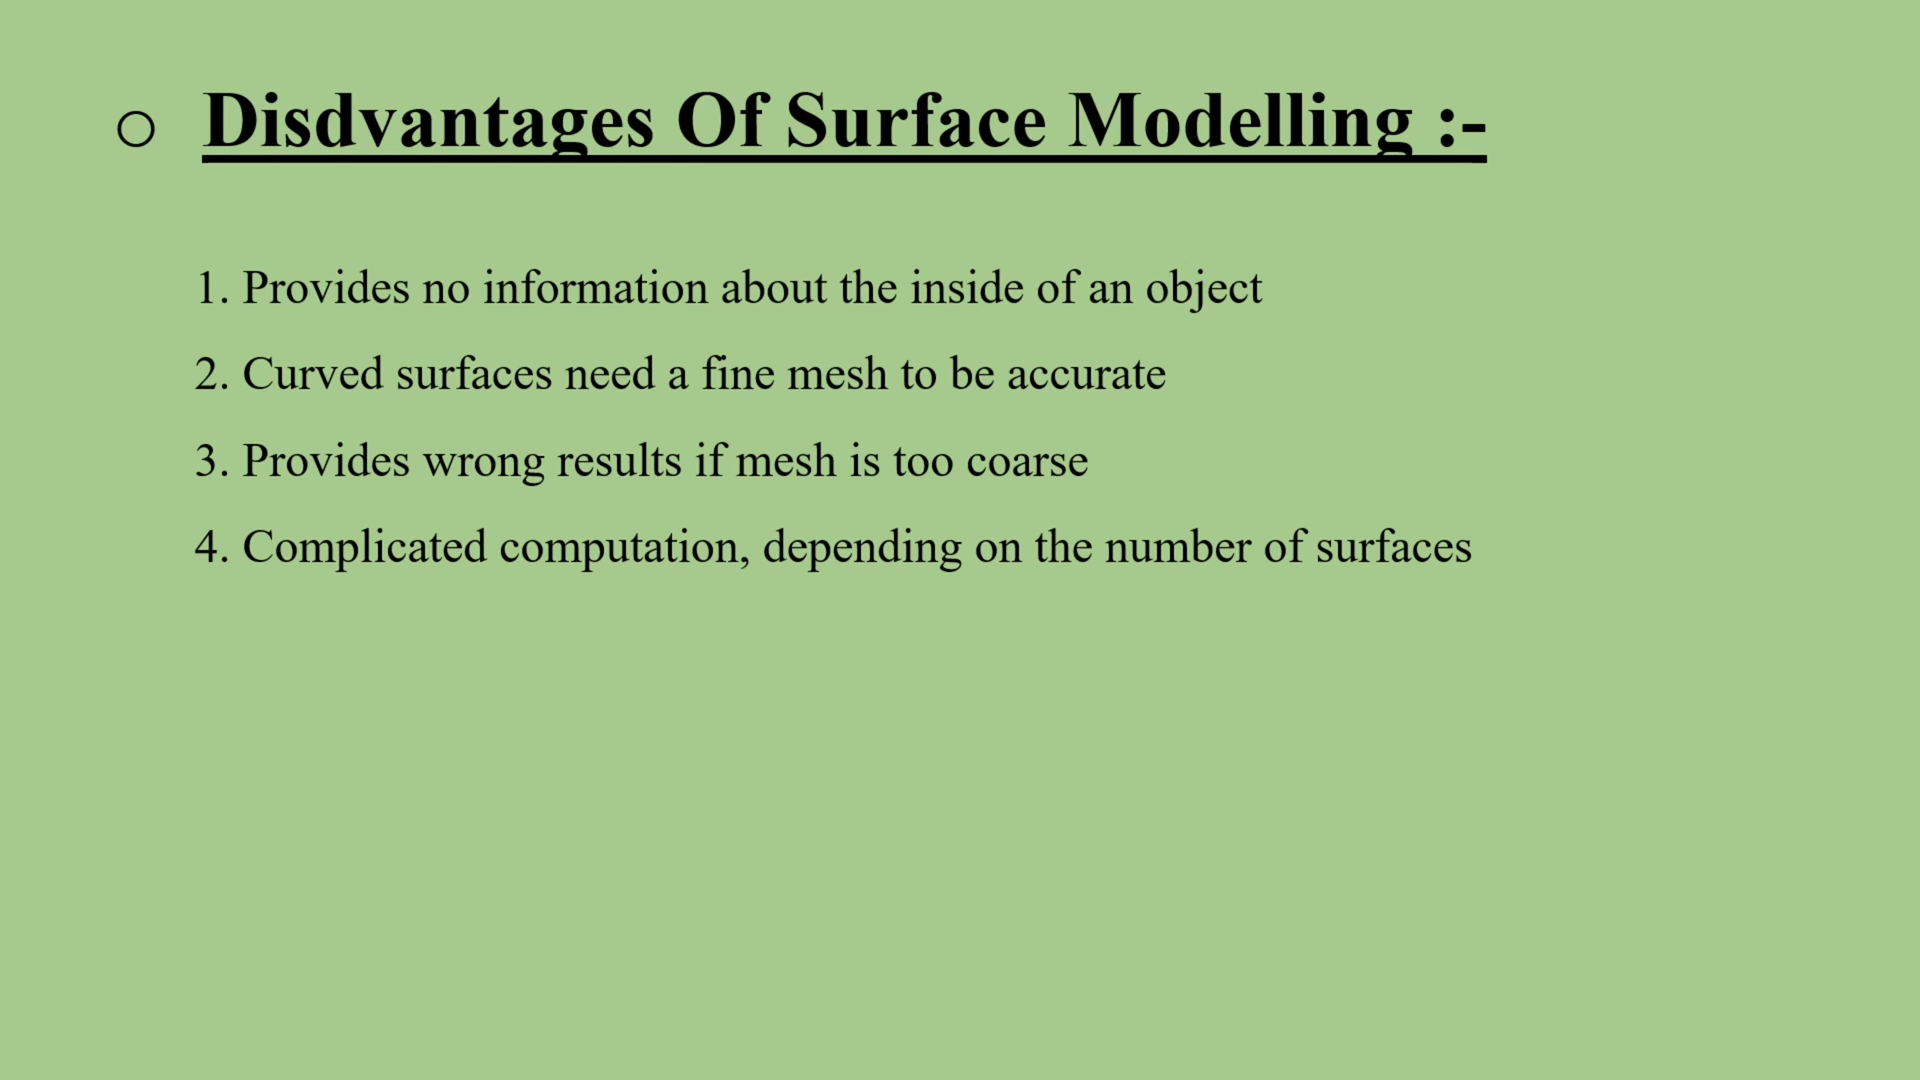 ○ Disdvantages Of Surface Modelling :-
1. Provides no information about the inside of an object
2. Curved surfaces need a fine mesh to be accurate
3. Provides wrong results if mesh is too coarse
4. Complicated computation, depending on the number of surfaces